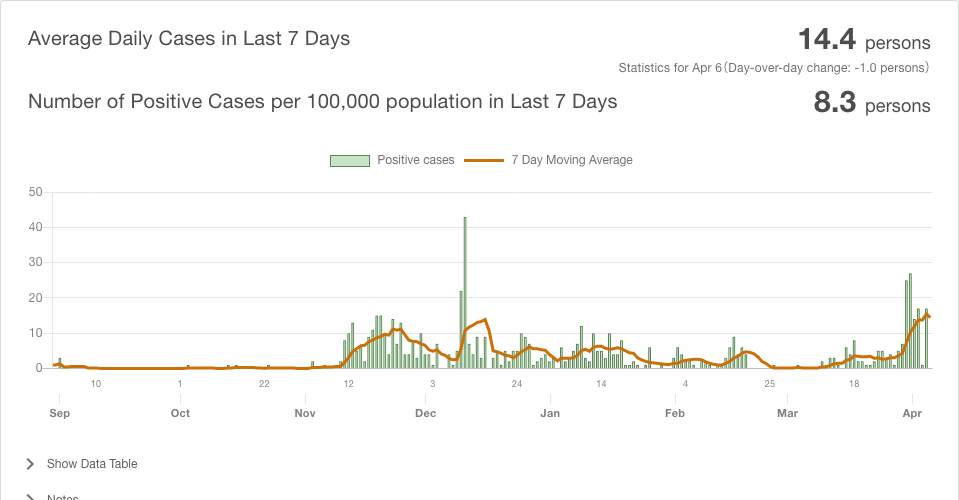 Average Daily Cases in Last 7 Days
14.4 persons
Statistics for Apr 6(Day-over-day change: -1.0 persons)
Number of Positive Cases per 100,000 population in Last 7 Days
8.3 persons
Positive cases 7 Day Moving Average
50
40
30
20
10
0
10 1 22 12 3 24 14 4 25 18
Sep Oct Nov Dec Jan Feb Mar Apr
Show Data Table
Notes